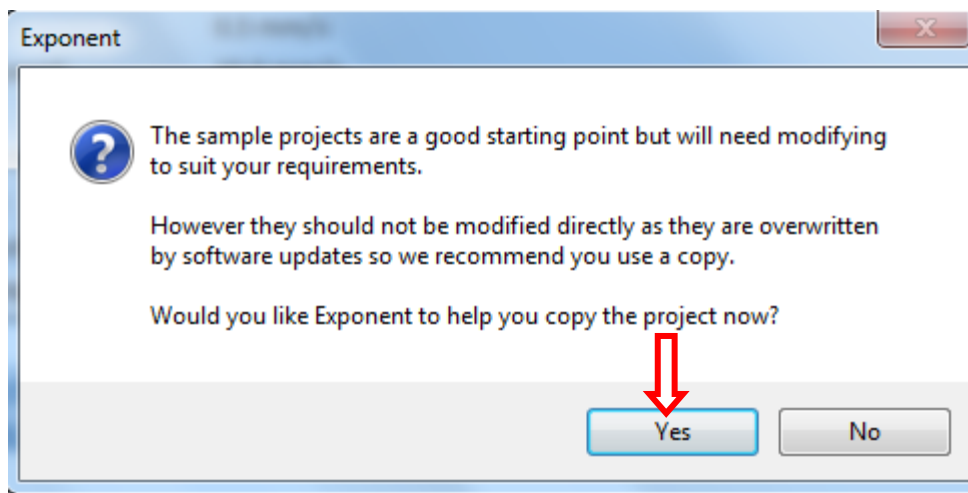 Exponent
The sample projects are a good starting point but will need modifying
to suit your requirements.
However they should not be modified directly as they are overwritten
by software updates so we recommend you use a copy.
Would you like Exponent to help you copy the project now?
Yes No